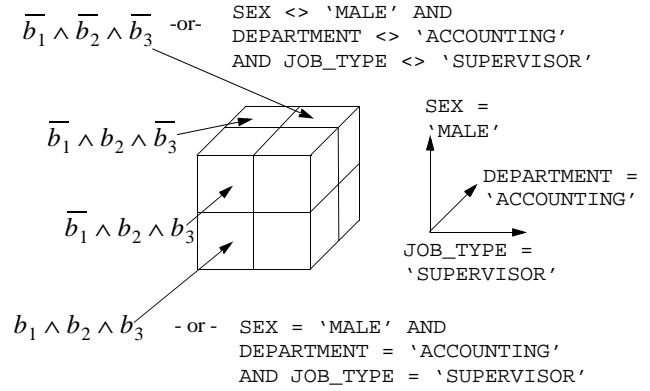 b̅₁ ∧ b̅₂ ∧ b̅₃ -or- SEX <> ‘MALE’ AND
DEPARTMENT <> ‘ACCOUNTING’
AND JOB_TYPE <> ‘SUPERVISOR’
b̅₁ ∧ b₂ ∧ b̅₃
SEX =
‘MALE’
DEPARTMENT =
‘ACCOUNTING’
b̅₁ ∧ b₂ ∧ b₃
JOB_TYPE =
‘SUPERVISOR’
b₁ ∧ b₂ ∧ b₃ - or - SEX = ‘MALE’ AND
DEPARTMENT = ‘ACCOUNTING’
AND JOB_TYPE = ‘SUPERVISOR’